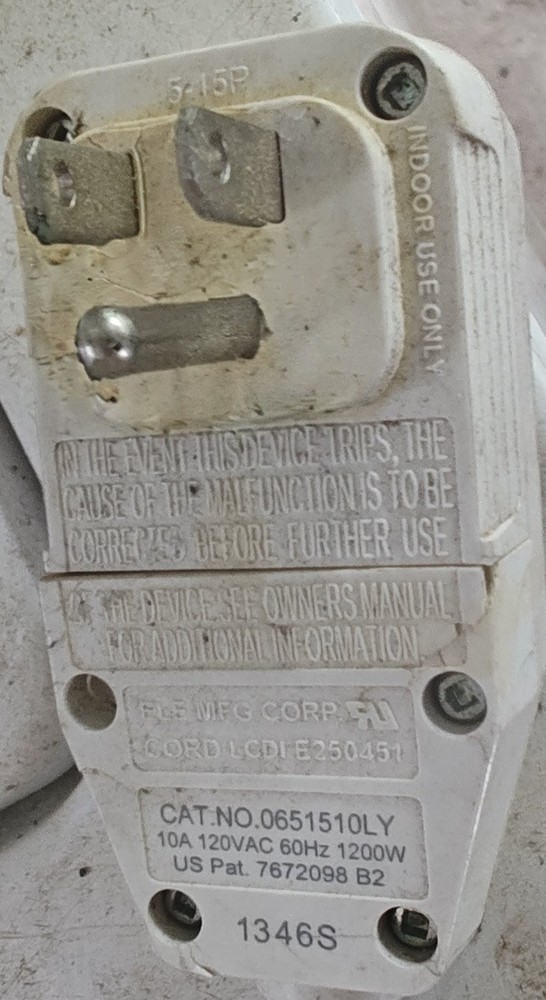 5-15P
INDOOR USE ONLY
IN THE EVENT THIS DEVICE TRIPS, THE
CAUSE OF THE MALFUNCTION IS TO BE
CORRECTED BEFORE FURTHER USE
OF THE DEVICE.SEE OWNERS MANUAL
FOR ADDITIONAL INFORMATION
MFG CORP. RU
CORD LCDI E250451
CAT.NO.0651510LY
10A 120VAC 60Hz 1200W
US Pat. 7672098 B2
1346S